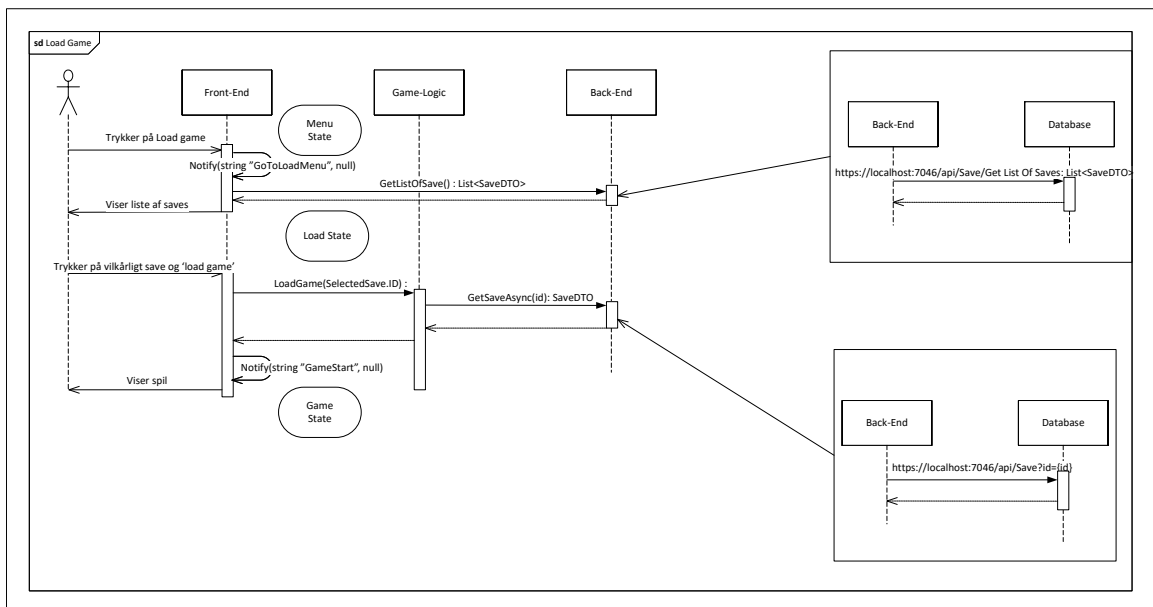 sd Load Game
Front-End
Game-Logic
Back-End
Menu
State
Trykker på Load game
Notify(string "GoToLoadMenu", null)
GetListOfSave() : List<SaveDTO>
Viser liste af saves
Load State
Trykker på vilkårligt save og ‘load game’
LoadGame(SelectedSave.ID) :
GetSaveAsync(id): SaveDTO
Notify(string "GameStart", null)
Viser spil
Game
State
Back-End
Database
https://localhost:7046/api/Save/Get List Of Saves: List<SaveDTO>
Back-End
Database
https://localhost:7046/api/Save?id={id}